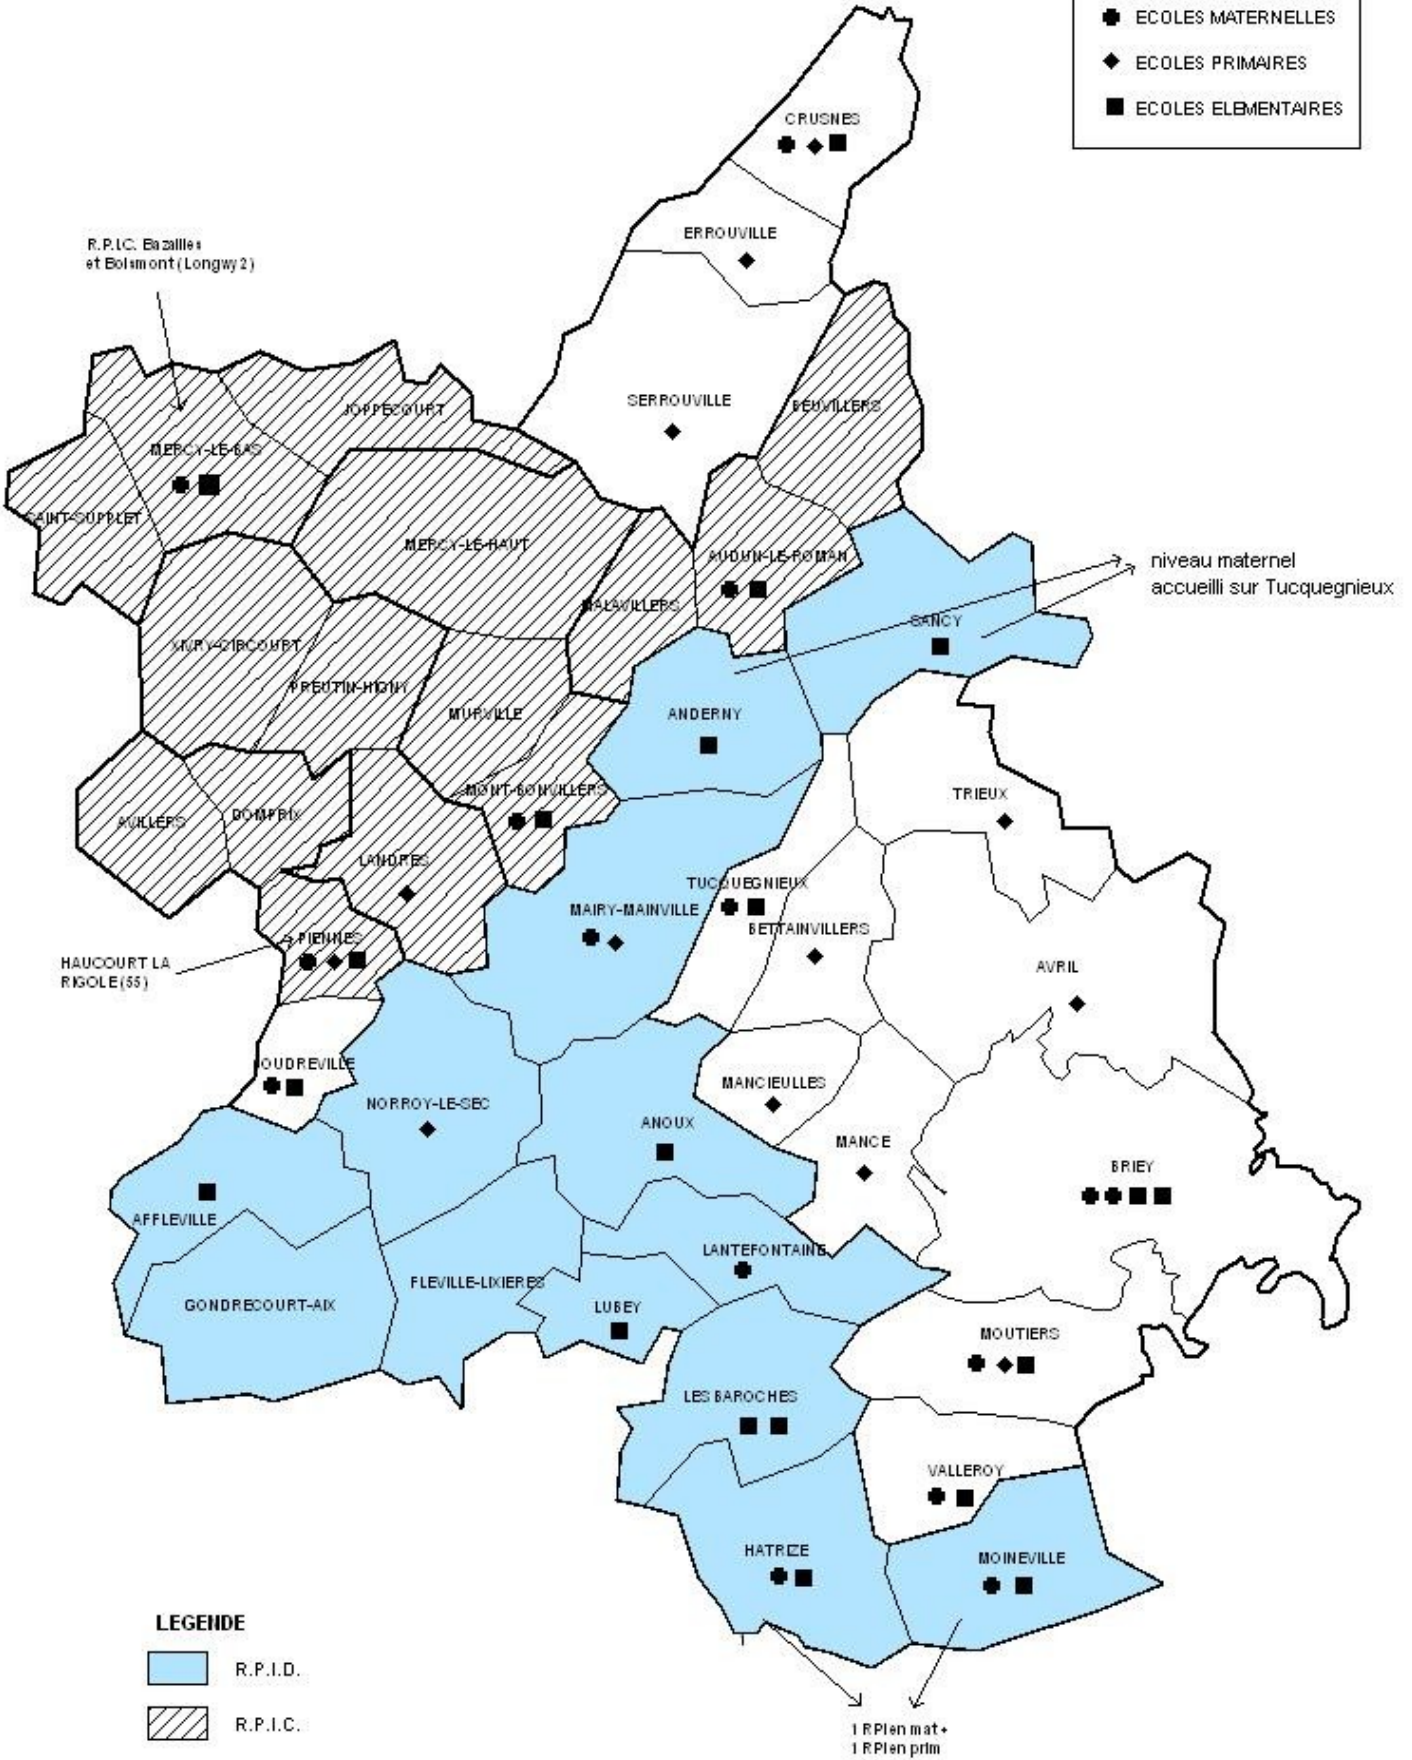 ECOLES MATERNELLES
ECOLES PRIMAIRES
ECOLES ELEMENTAIRES
CRUSNES
ERROUVILLE
R.P.I.C. Bazailles
et Boismont (Longwy 2)
SERROUVILLE
BEUVILLERS
JOPPECOURT
MERCY-LE-BAS
SAINT-SUPPLET
MERCY-LE-HAUT
AUDUN-LE-ROMAN
niveau maternel
accueilli sur Tucquegnieux
MALAVILLERS
SANCY
XIVRY-CIRCOURT
PREUTIN-HIGNY
MURVILLE
ANDERNY
MONT-BONVILLERS
TRIEUX
AVILLERS
DOMPRIX
LANDRES
TUCQUEGNIEUX
MAIRY-MAINVILLE
BETTAINVILLERS
PIENNES
HAUCOURT LA
RIGOLE (55)
AVRIL
JOUDREVILLE
MANCIEULLES
NORROY-LE-SEC
ANOUX
MANCE
BRIEY
AFFLEVILLE
LANTEFONTAINE
FLEVILLE-LIXIERES
GONDRECOURT-AIX
LUBEY
MOUTIERS
LES BAROCHES
VALLEROY
HATRIZE
MOINEVILLE
LEGENDE
R.P.I.D.
R.P.I.C.
1 RPI en mat +
1 RPI en prim